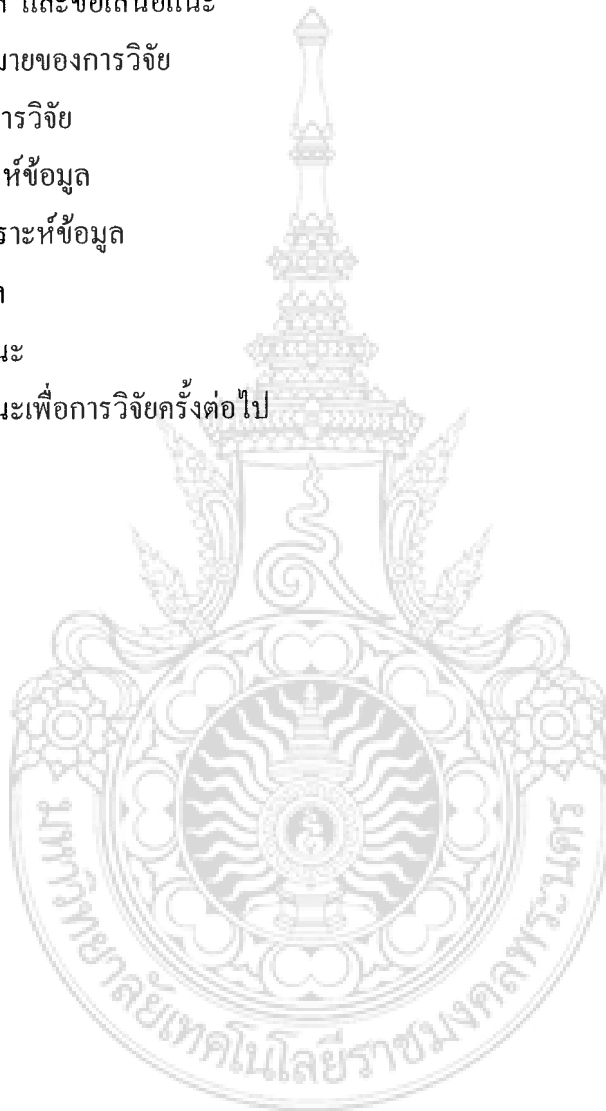 และข้อเสนอแนะ
มายของการวิจัย
การวิจัย
ห์ข้อมูล
ราะห์ข้อมูล
ล
นะ
นะเพื่อการวิจัยครั้งต่อไป
มหาวิทยาลัยเทคโนโลยีราชมงคลพระนคร